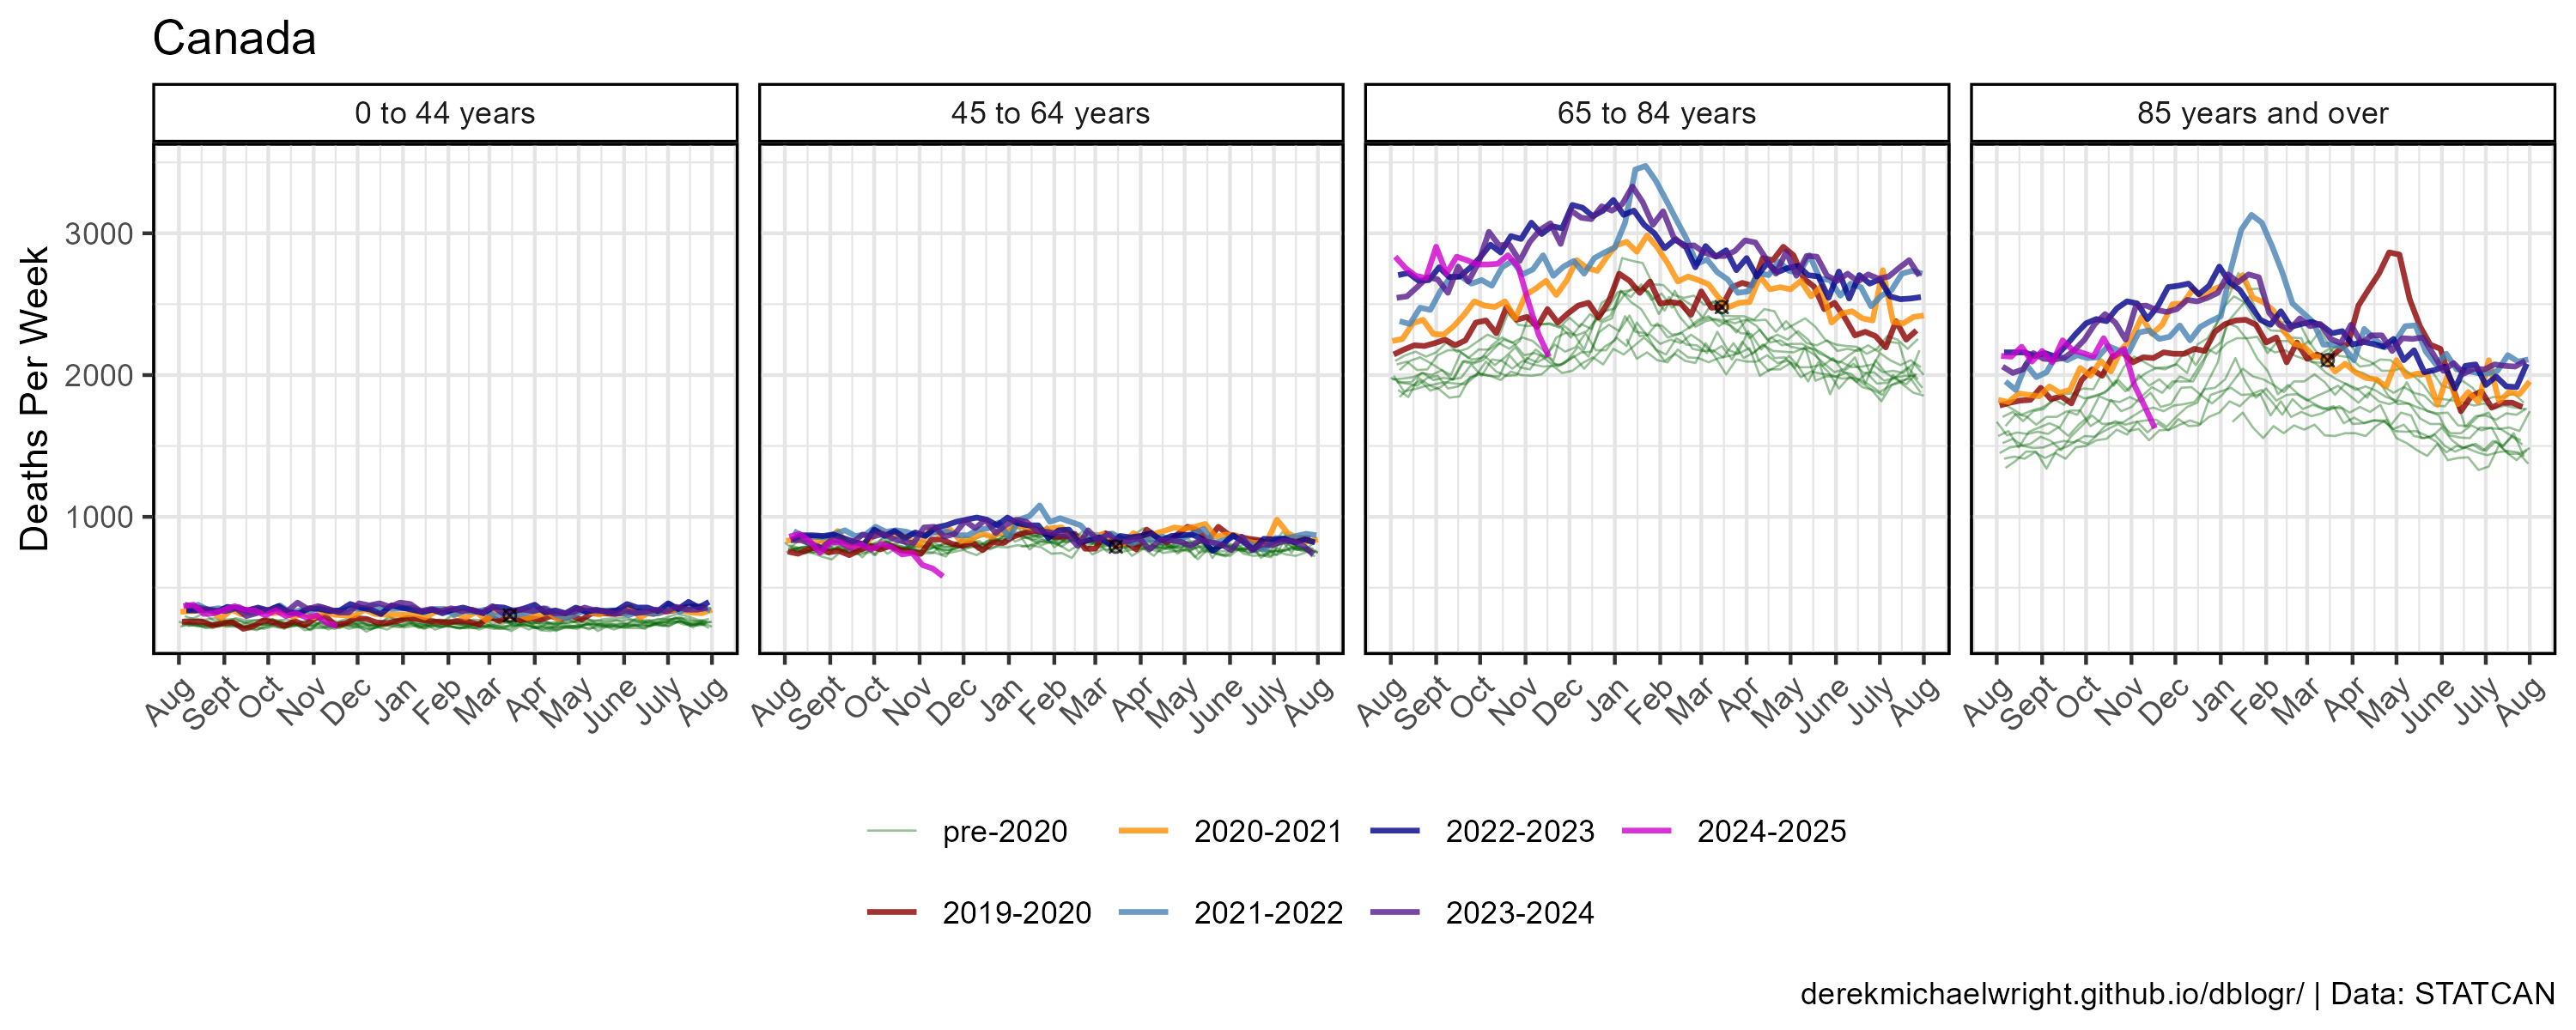 Canada
0 to 44 years
45 to 64 years
65 to 84 years
85 years and over
Deaths Per Week
3000
2000
1000
Aug Sept Oct Nov Dec Jan Feb Mar Apr May June July Aug
Aug Sept Oct Nov Dec Jan Feb Mar Apr May June July Aug
Aug Sept Oct Nov Dec Jan Feb Mar Apr May June July Aug
Aug Sept Oct Nov Dec Jan Feb Mar Apr May June July Aug
pre-2020 2020-2021 2022-2023 2024-2025
2019-2020 2021-2022 2023-2024
derekmichaelwright.github.io/dblogr/ | Data: STATCAN